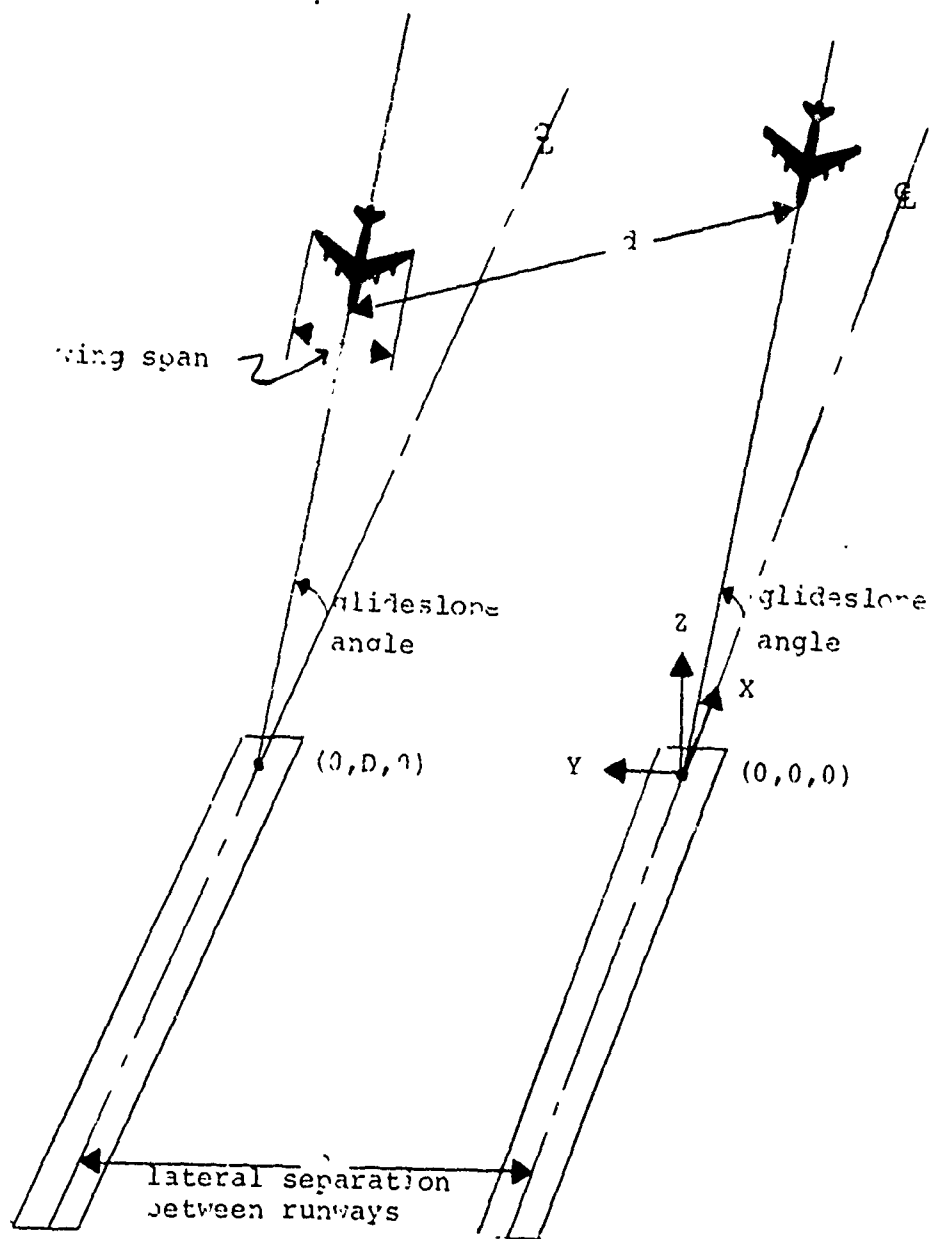 ℄
℄
d
wing span
glideslope
angle
glideslope
angle
Z
X
Y
(0,D,0)
(0,0,0)
lateral separation
between runways